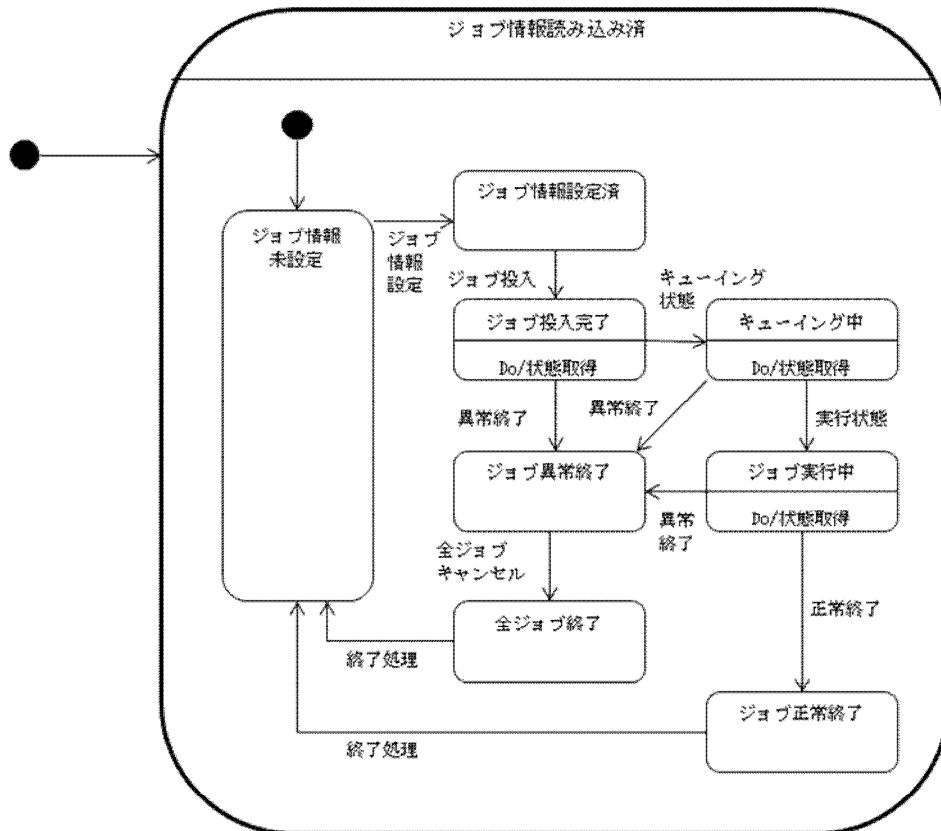 ジョブ情報読み込み済
ジョブ情報設定済
ジョブ情報
未設定
ジョブ
情報
設定
ジョブ投入
キューイング
状態
ジョブ投入完了
Do/状態取得
キューイング中
Do/状態取得
異常終了
異常終了
実行状態
ジョブ異常終了
ジョブ実行中
Do/状態取得
異常
終了
全ジョブ
キャンセル
全ジョブ終了
正常終了
終了処理
ジョブ正常終了
終了処理